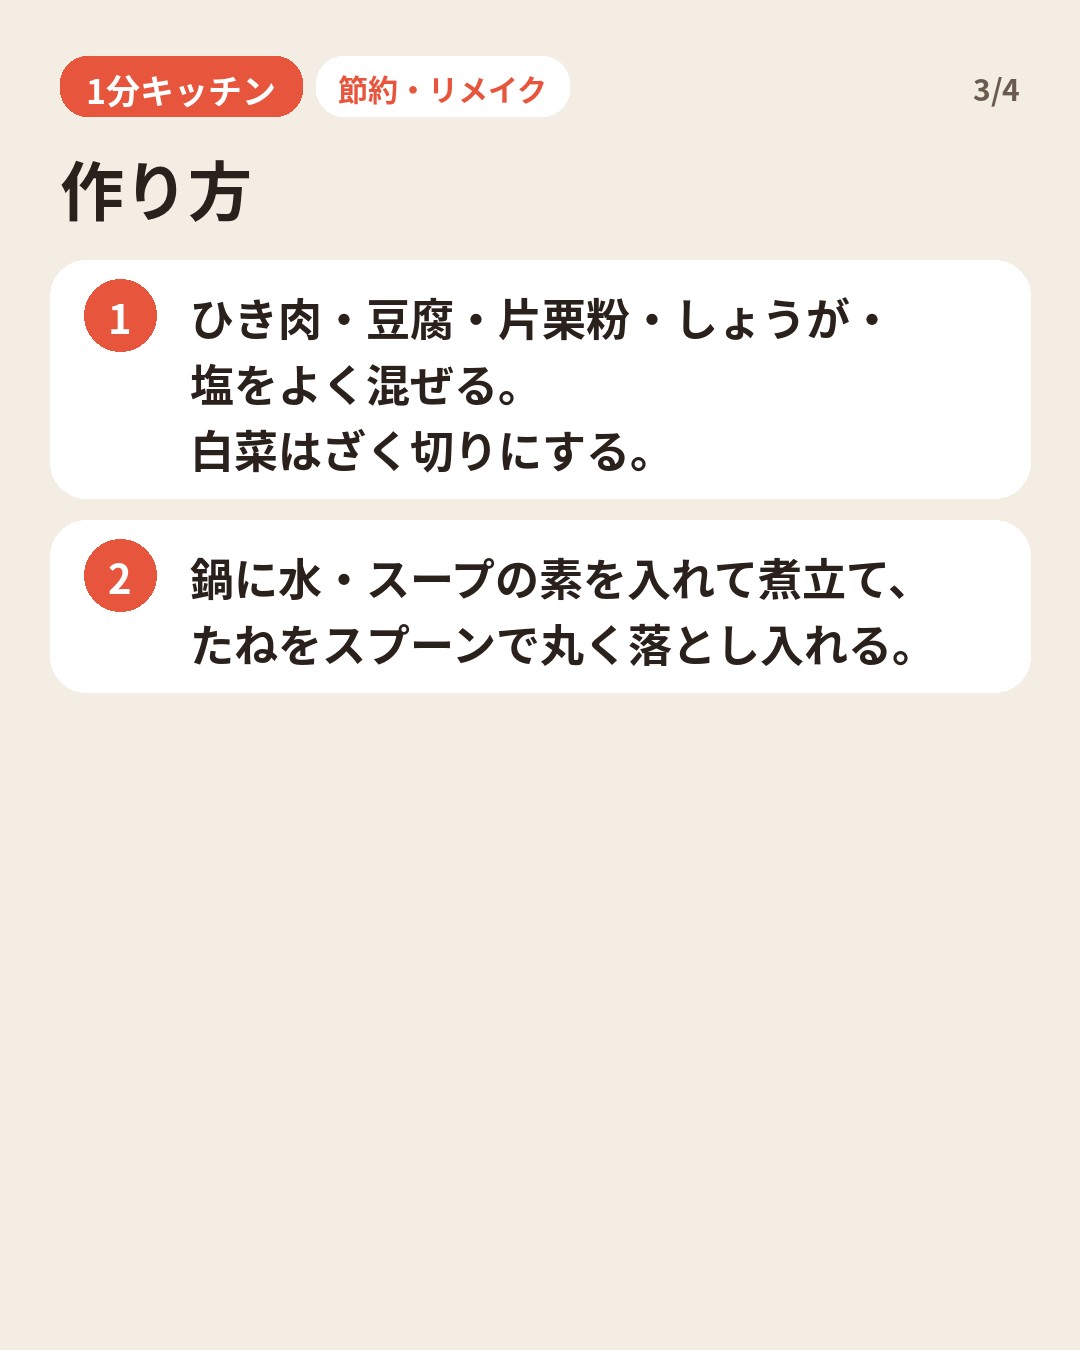 1分キッチン
節約・リメイク
3/4
作り方
1
ひき肉・豆腐・片栗粉・しょうが・
塩をよく混ぜる。
白菜はざく切りにする。
2
鍋に水・スープの素を入れて煮立て、
たねをスプーンで丸く落とし入れる。